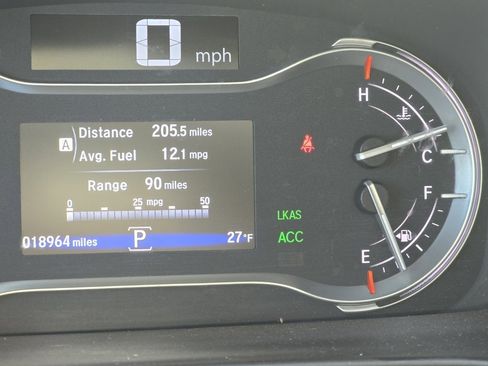 0 mph
A Distance 205.5 miles
Avg. Fuel 12.1 mpg
Range 90 miles
0 25 mpg 50
018964 miles P 27°F
LKAS
ACC
H
C
F
E